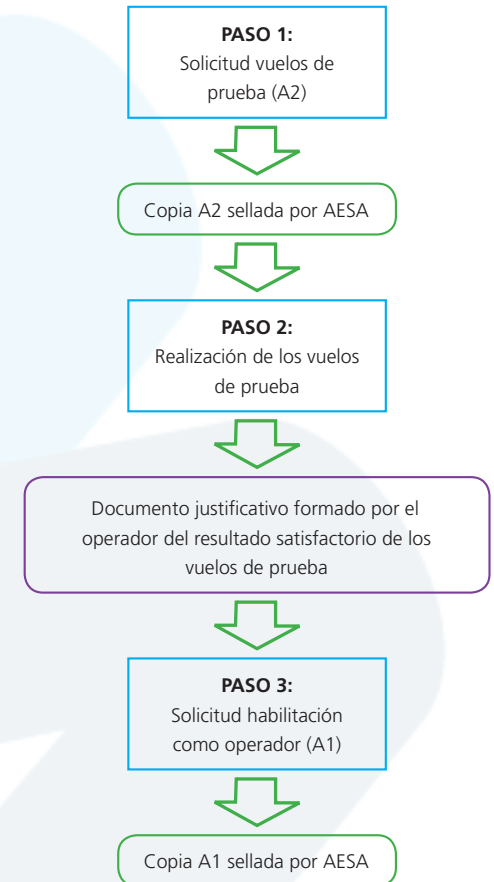 PASO 1:
Solicitud vuelos de
prueba (A2)
Copia A2 sellada por AESA
PASO 2:
Realización de los vuelos
de prueba
Documento justificativo formado por el
operador del resultado satisfactorio de los
vuelos de prueba
PASO 3:
Solicitud habilitación
como operador (A1)
Copia A1 sellada por AESA